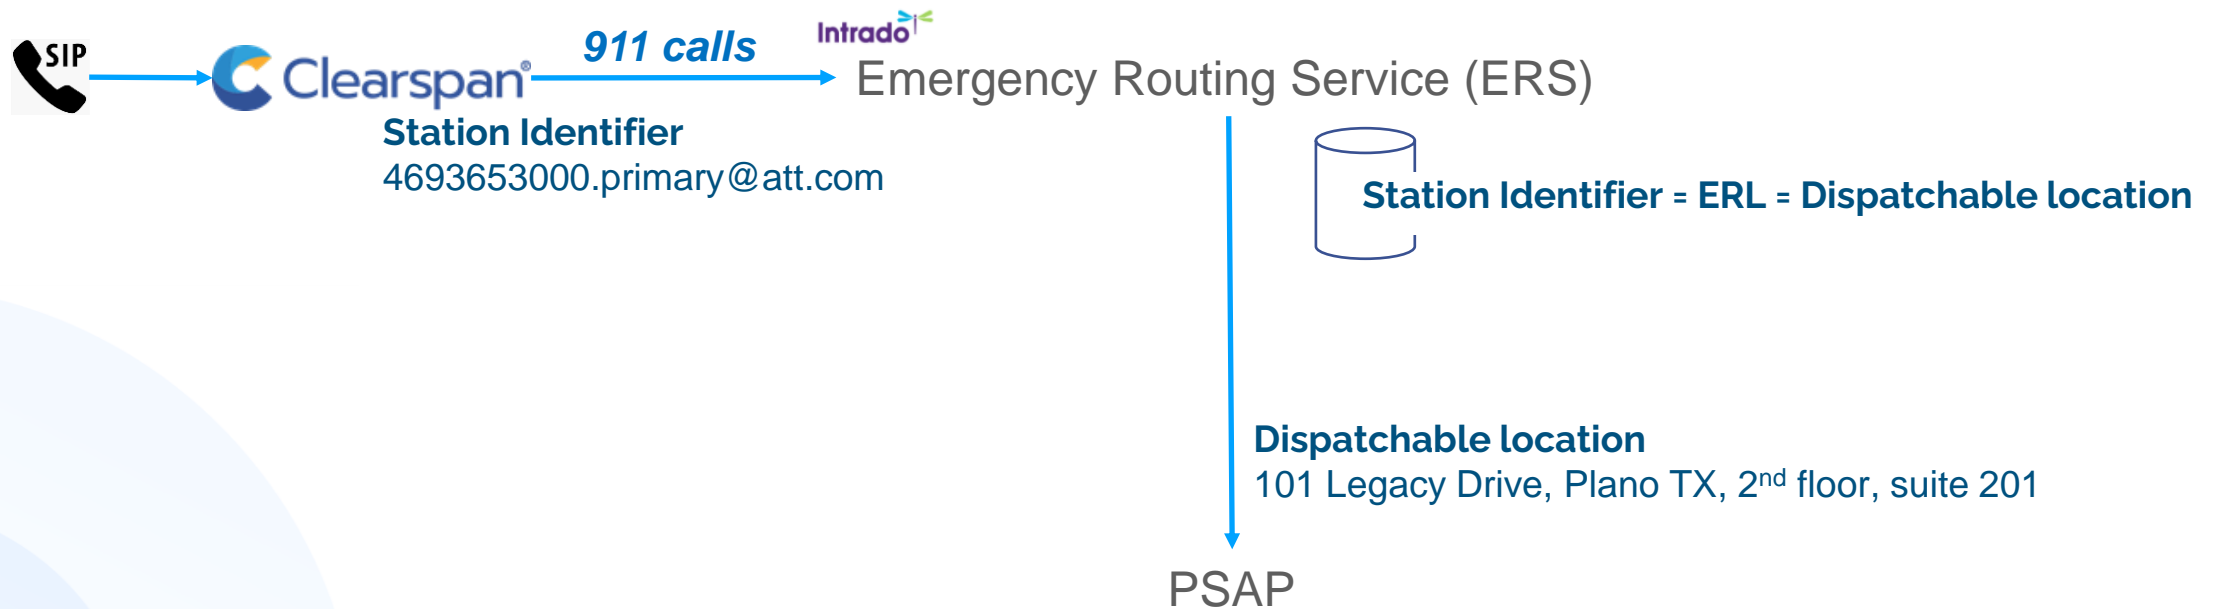 SIP
Clearspan®
911 calls
Intrado
Emergency Routing Service (ERS)
Station Identifier
4693653000.primary@att.com
Station Identifier = ERL = Dispatchable location
Dispatchable location
101 Legacy Drive, Plano TX, 2nd floor, suite 201
PSAP